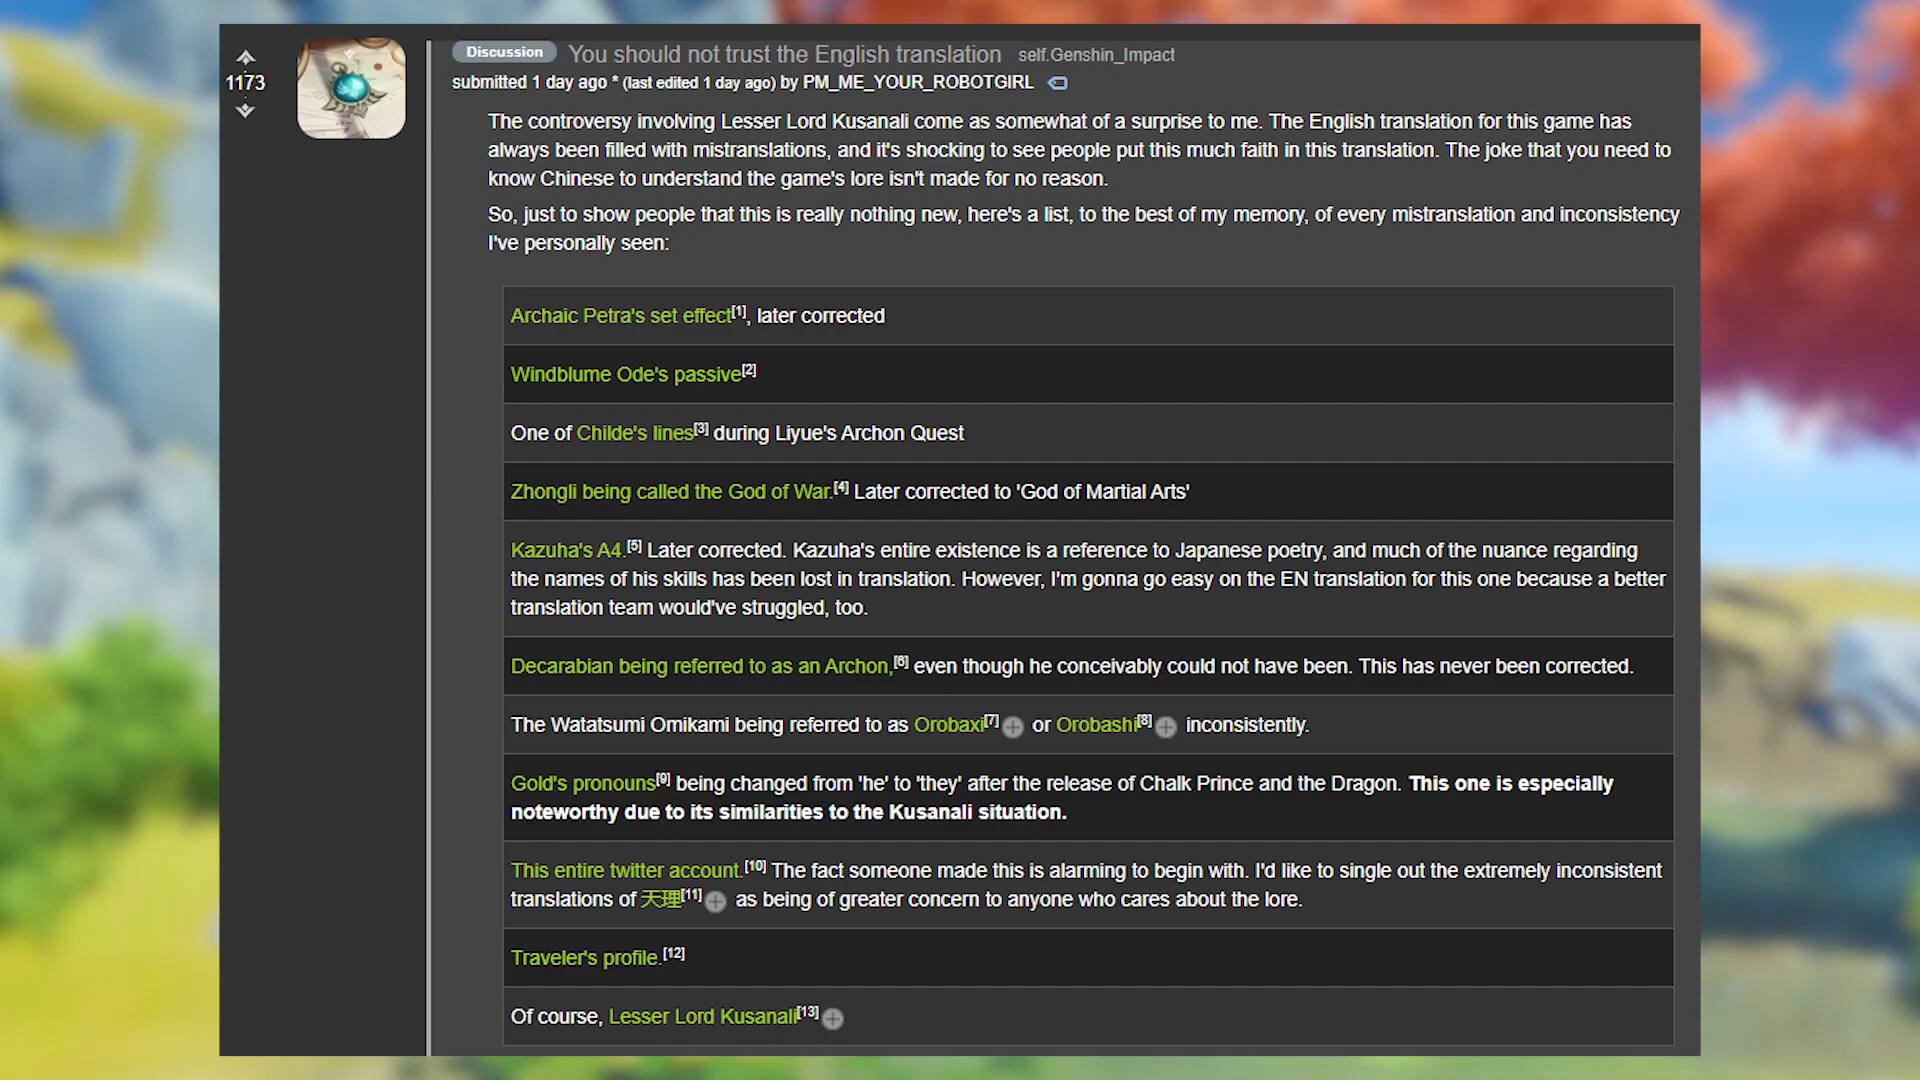 1173
Discussion You should not trust the English translation self.Genshin_Impact
submitted 1 day ago * (last edited 1 day ago) by PM_ME_YOUR_ROBOTGIRL
The controversy involving Lesser Lord Kusanali come as somewhat of a surprise to me. The English translation for this game has
always been filled with mistranslations, and it's shocking to see people put this much faith in this translation. The joke that you need to
know Chinese to understand the game's lore isn't made for no reason.
So, just to show people that this is really nothing new, here's a list, to the best of my memory, of every mistranslation and inconsistency
I've personally seen:
Archaic Petra's set effect[1], later corrected
Windblume Ode's passive[2]
One of Childe's lines[3] during Liyue's Archon Quest
Zhongli being called the God of War.[4] Later corrected to 'God of Martial Arts'
Kazuha's A4.[5] Later corrected. Kazuha's entire existence is a reference to Japanese poetry, and much of the nuance regarding
the names of his skills has been lost in translation. However, I'm gonna go easy on the EN translation for this one because a better
translation team would've struggled, too.
Decarabian being referred to as an Archon,[6] even though he conceivably could not have been. This has never been corrected.
The Watatsumi Omikami being referred to as Orobaxi[7] or Orobashi[8] inconsistently.
Gold's pronouns[9] being changed from 'he' to 'they' after the release of Chalk Prince and the Dragon. This one is especially
noteworthy due to its similarities to the Kusanali situation.
This entire twitter account.[10] The fact someone made this is alarming to begin with. I'd like to single out the extremely inconsistent
translations of 天理[11] as being of greater concern to anyone who cares about the lore.
Traveler's profile.[12]
Of course, Lesser Lord Kusanali[13]